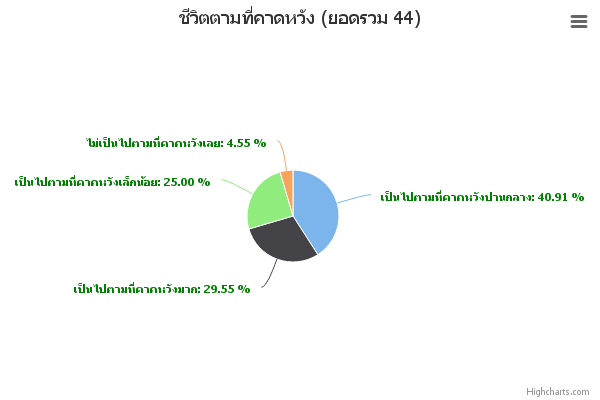 ชีวิตตามที่คาดหวัง (ยอดรวม 44)
ไม่เป็นไปตามที่คาดหวังเลย: 4.55 %
เป็นไปตามที่คาดหวังเล็กน้อย: 25.00 %
เป็นไปตามที่คาดหวังปานกลาง: 40.91 %
เป็นไปตามที่คาดหวังมาก: 29.55 %
Highcharts.com